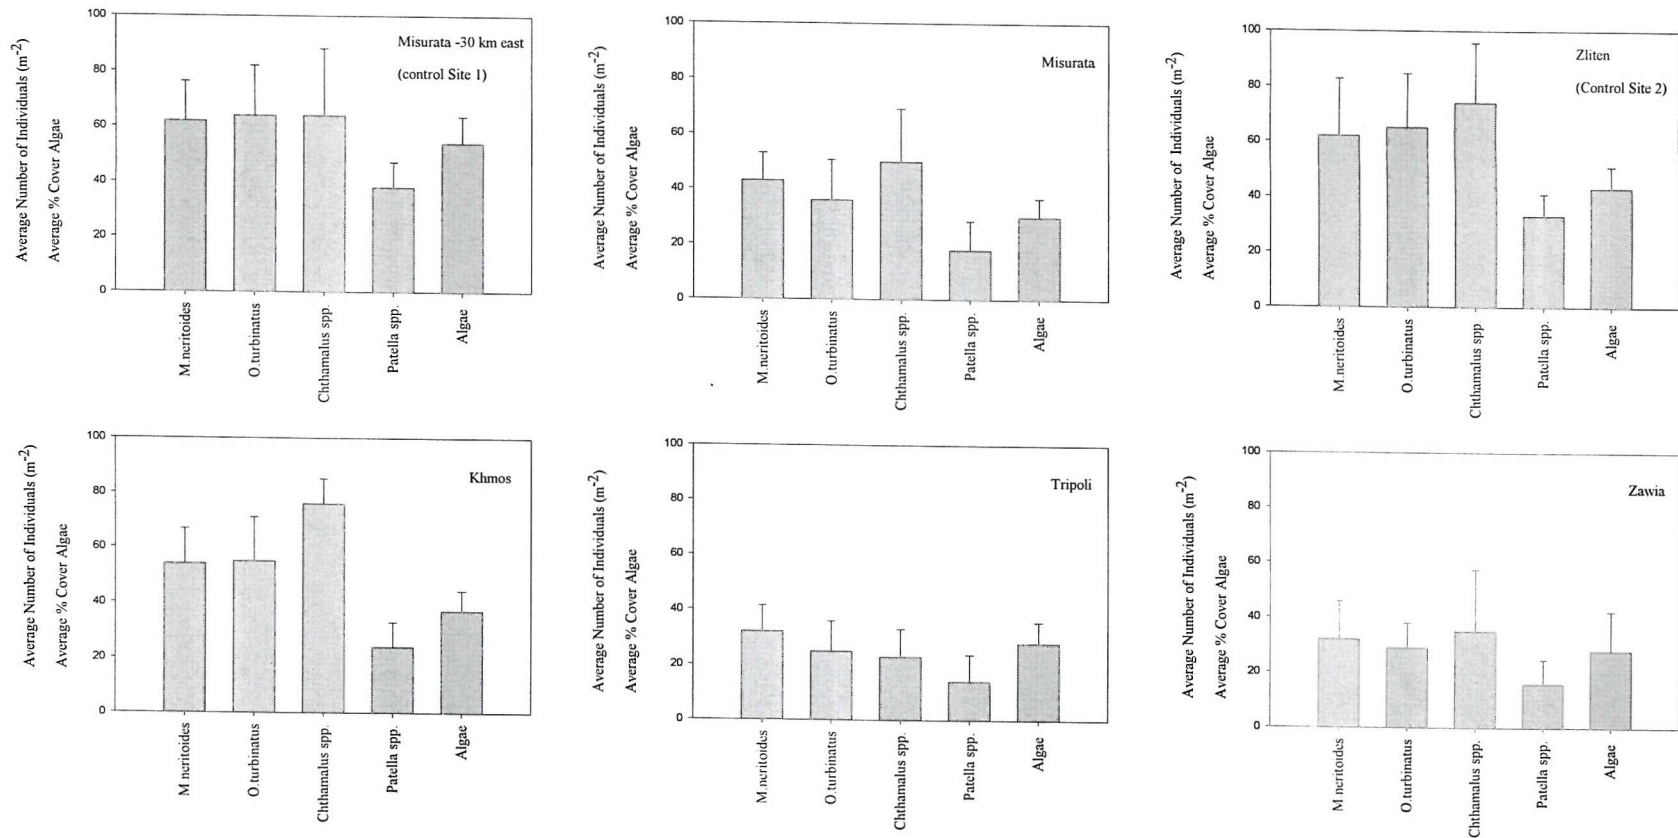 Average Number of Individuals (m-2)
Average % Cover Algae
100
80
60
40
20
0
Misurata -30 km east
(control Site 1)
M.neritoides
O.turbinatus
Chthamalus spp.
Patella spp.
Algae
Average Number of Individuals (m-2)
Average % Cover Algae
100
80
60
40
20
0
Misurata
M.neritoides
O.turbinatus
Chthamalus spp.
Patella spp.
Algae
Average Number of Individuals (m-2)
Average % Cover Algae
100
80
60
40
20
0
Zliten
(Control Site 2)
M.neritoides
O.turbinatus
Chthamalus spp
Patella spp.
Algae
Average Number of Individuals (m-2)
Average % Cover Algae
100
80
60
40
20
0
Khmos
M neritoides
O.turbinatus
Chthamalus spp.
Patella spp.
Algae
Average Number of Individuals (m-2)
Average % Cover Algae
100
80
60
40
20
0
Tripoli
M.neritoides
O.turbinatus
Chthamalus spp.
Patella spp.
Algae
Average Number of Individuals (m-2)
Average % Cover Algae
100
80
60
40
20
0
Zawia
M neritoides
O.turbinatus
Chthamalus spp.
Patella spp.
Algae